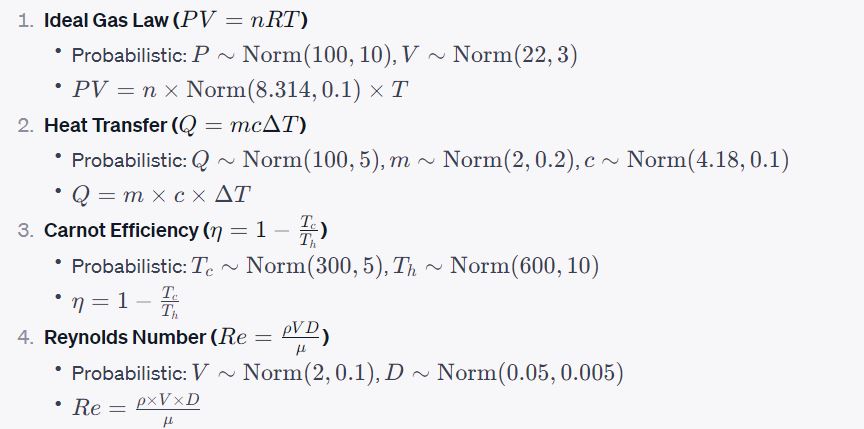 1. Ideal Gas Law (PV = nRT)
• Probabilistic: P ∼ Norm(100, 10), V ∼ Norm(22, 3)
• PV = n × Norm(8.314, 0.1) × T
2. Heat Transfer (Q = mcΔT)
• Probabilistic: Q ∼ Norm(100, 5), m ∼ Norm(2, 0.2), c ∼ Norm(4.18, 0.1)
• Q = m × c × ΔT
3. Carnot Efficiency (η = 1 − T_c/T_h)
• Probabilistic: T_c ∼ Norm(300, 5), T_h ∼ Norm(600, 10)
• η = 1 − T_c/T_h
4. Reynolds Number (Re = ρVD/μ)
• Probabilistic: V ∼ Norm(2, 0.1), D ∼ Norm(0.05, 0.005)
• Re = ρ×V×D/μ